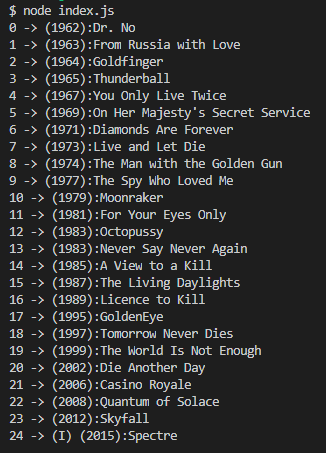 $ node index.js
0 -> (1962):Dr. No
1 -> (1963):From Russia with Love
2 -> (1964):Goldfinger
3 -> (1965):Thunderball
4 -> (1967):You Only Live Twice
5 -> (1969):On Her Majesty's Secret Service
6 -> (1971):Diamonds Are Forever
7 -> (1973):Live and Let Die
8 -> (1974):The Man with the Golden Gun
9 -> (1977):The Spy Who Loved Me
10 -> (1979):Moonraker
11 -> (1981):For Your Eyes Only
12 -> (1983):Octopussy
13 -> (1983):Never Say Never Again
14 -> (1985):A View to a Kill
15 -> (1987):The Living Daylights
16 -> (1989):Licence to Kill
17 -> (1995):GoldenEye
18 -> (1997):Tomorrow Never Dies
19 -> (1999):The World Is Not Enough
20 -> (2002):Die Another Day
21 -> (2006):Casino Royale
22 -> (2008):Quantum of Solace
23 -> (2012):Skyfall
24 -> (I) (2015):Spectre